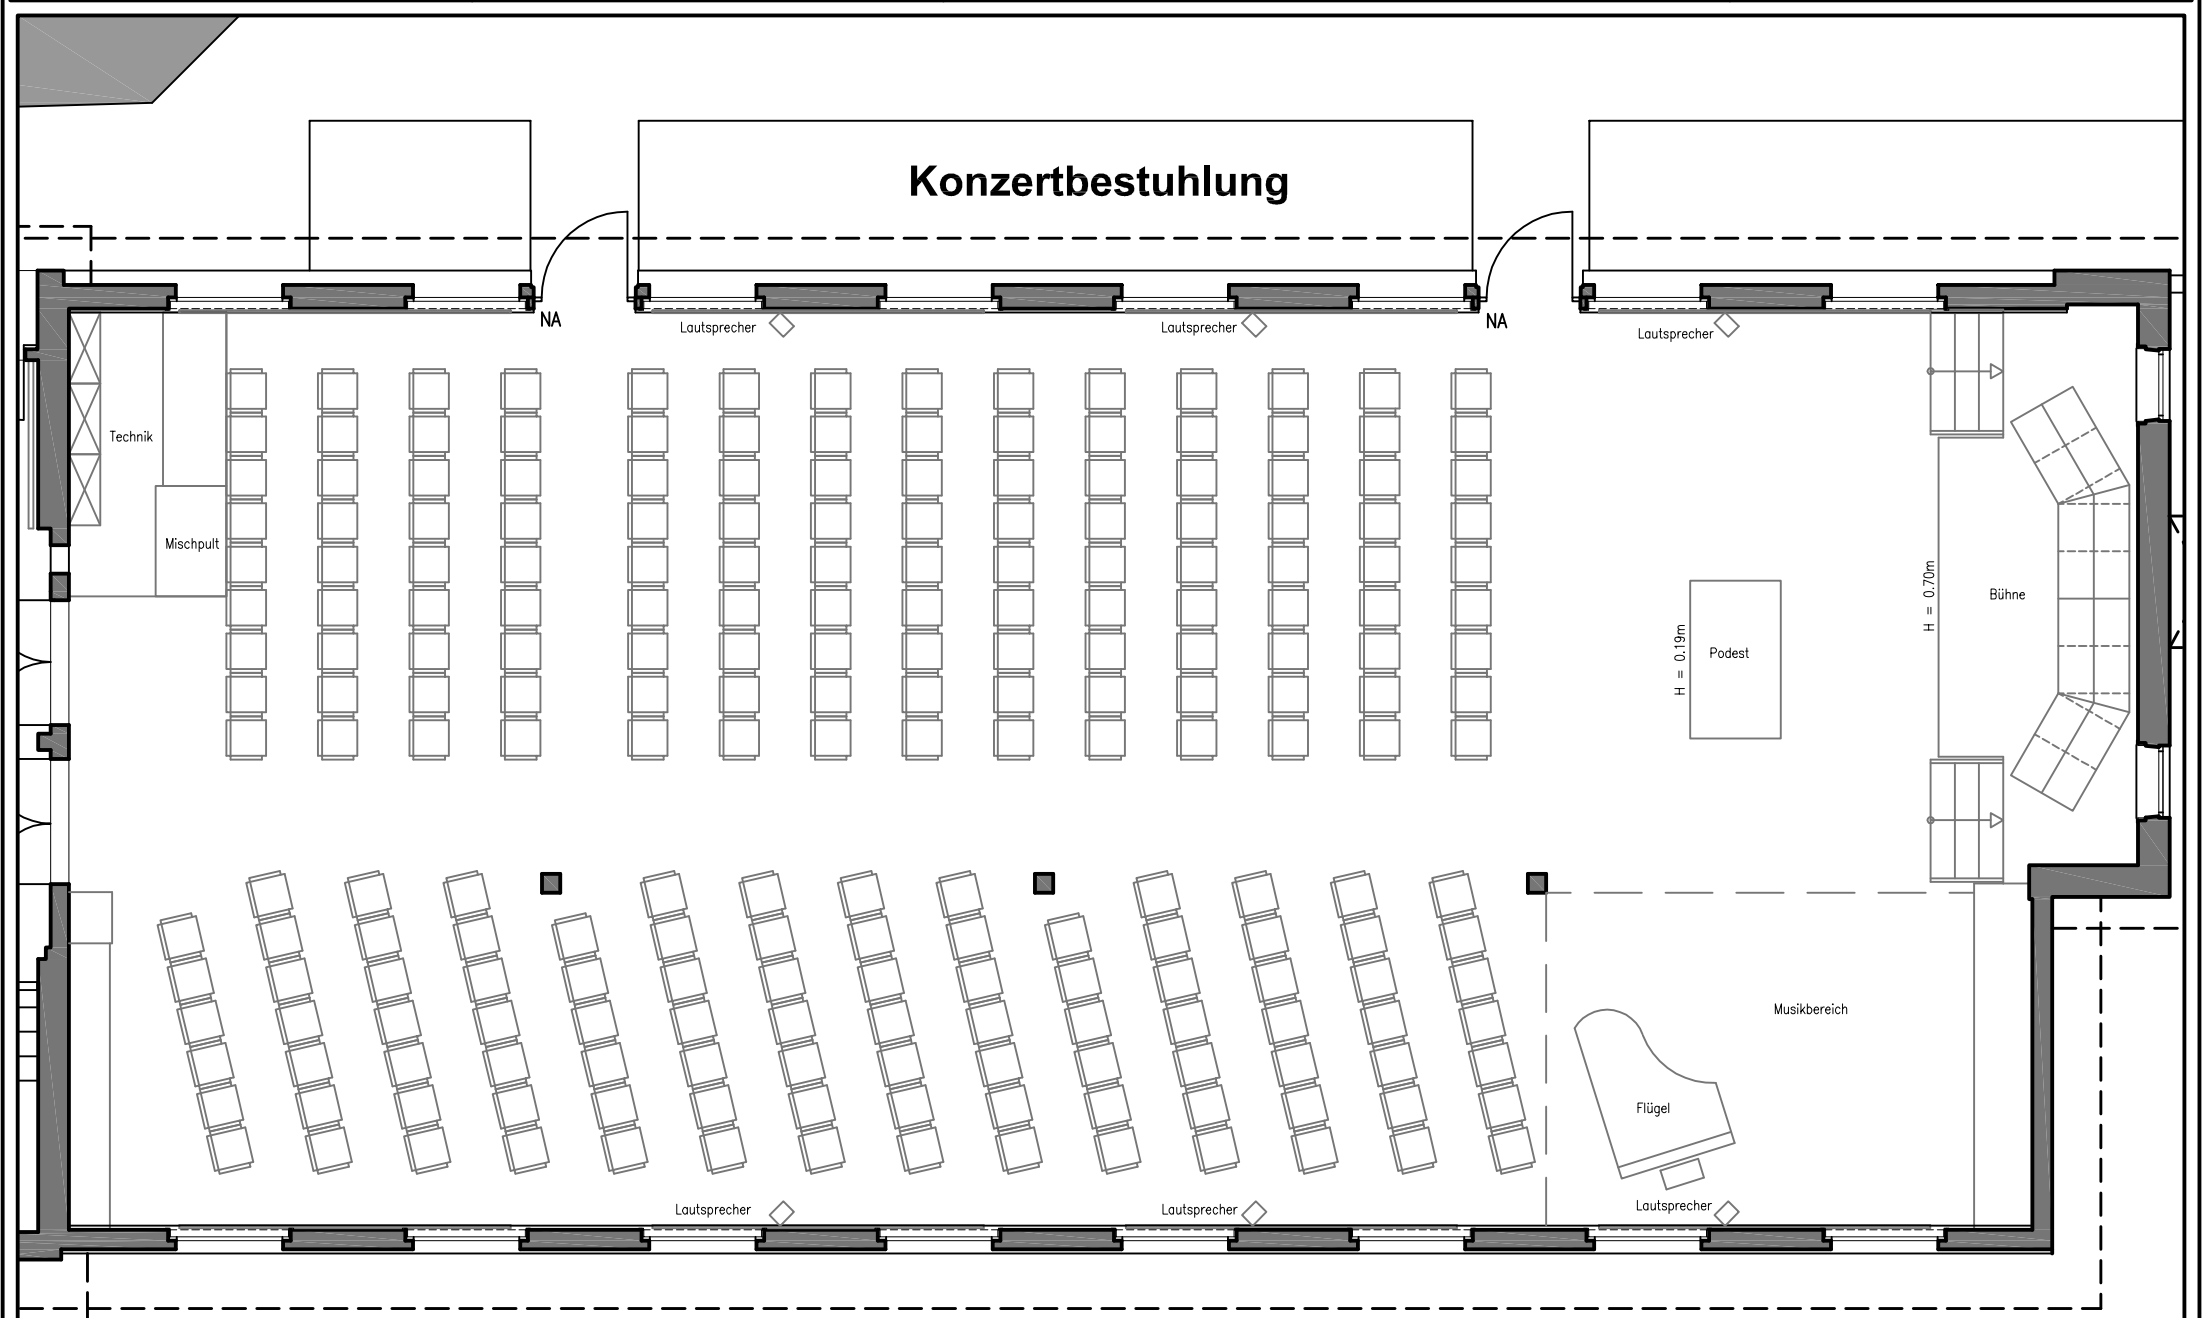 Konzertbestuhlung
NA
NA
Lautsprecher
Lautsprecher
Lautsprecher
Technik
Mischpult
H = 0.19m
Podest
H = 0.70m
Bühne
Musikbereich
Flügel
Lautsprecher
Lautsprecher
Lautsprecher